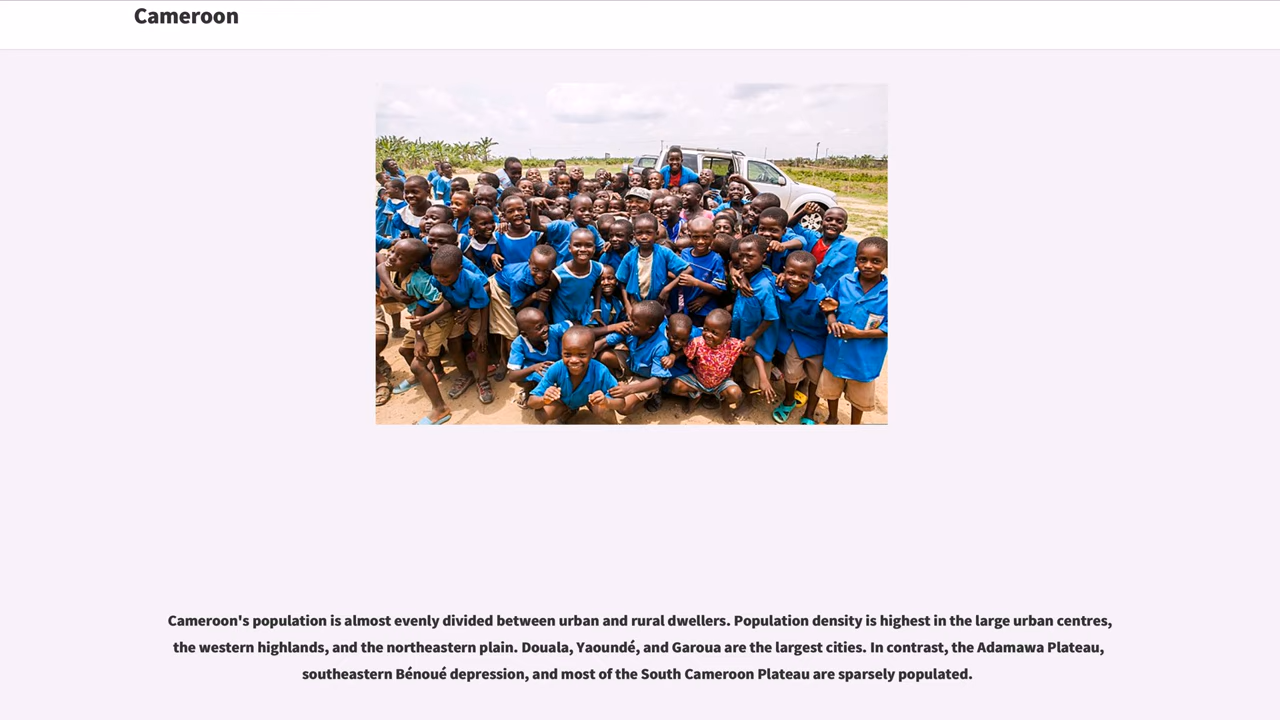 Cameroon
Cameroon's population is almost evenly divided between urban and rural dwellers. Population density is highest in the large urban centres,
the western highlands, and the northeastern plain. Douala, Yaoundé, and Garoua are the largest cities. In contrast, the Adamawa Plateau,
southeastern Bénoué depression, and most of the South Cameroon Plateau are sparsely populated.